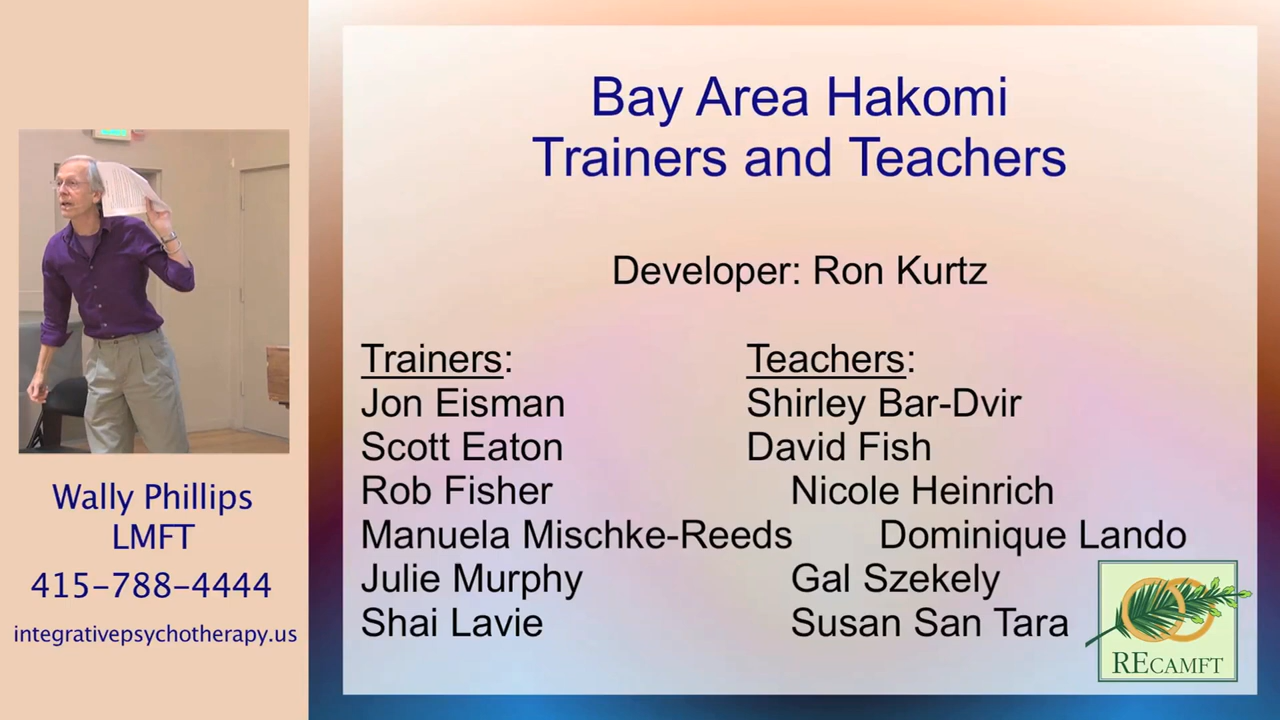 Bay Area Hakomi
Trainers and Teachers
Developer: Ron Kurtz
Trainers: Teachers:
Jon Eisman Shirley Bar-Dvir
Scott Eaton David Fish
Rob Fisher Nicole Heinrich
Manuela Mischke-Reeds Dominique Lando
Julie Murphy Gal Szekely
Shai Lavie Susan San Tara
Wally Phillips
LMFT
415-788-4444
integrativepsychotherapy.us
RECAMFT